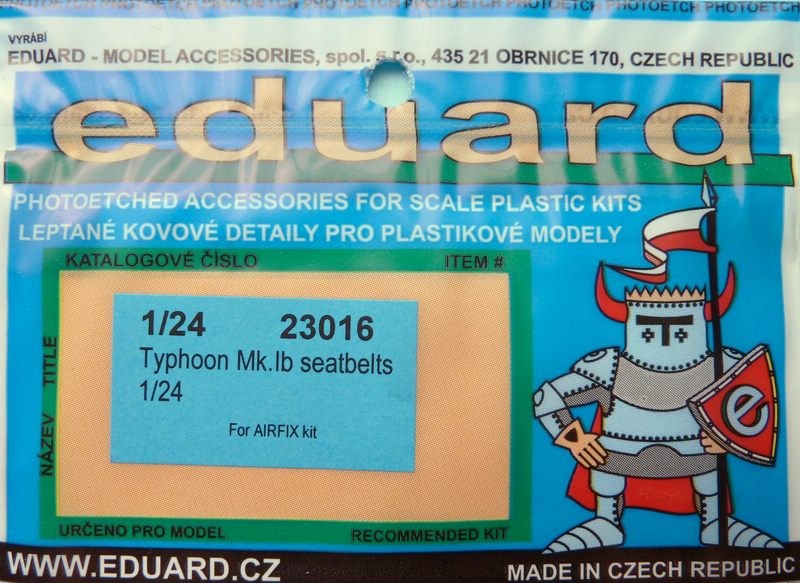 PHOTOETCH PHOTOETCH PHOTOETCH PHOTOETCH PHOTOETCH PHOTOETCH
VYRÁBÍ
EDUARD - MODEL ACCESSORIES, spol. s r.o., 435 21 OBRNICE 170, CZECH REPUBLIC
eduard
PHOTOETCHED ACCESSORIES FOR SCALE PLASTIC KITS
LEPTANÉ KOVOVÉ DETAILY PRO PLASTIKOVÉ MODELY
KATALOGOVÉ ČÍSLO ITEM #
NÁZEV TITLE
1/24 23016
Typhoon Mk.Ib seatbelts
1/24
For AIRFIX kit
e
URČENO PRO MODEL RECOMMENDED KIT
WWW.EDUARD.CZ MADE IN CZECH REPUBLIC